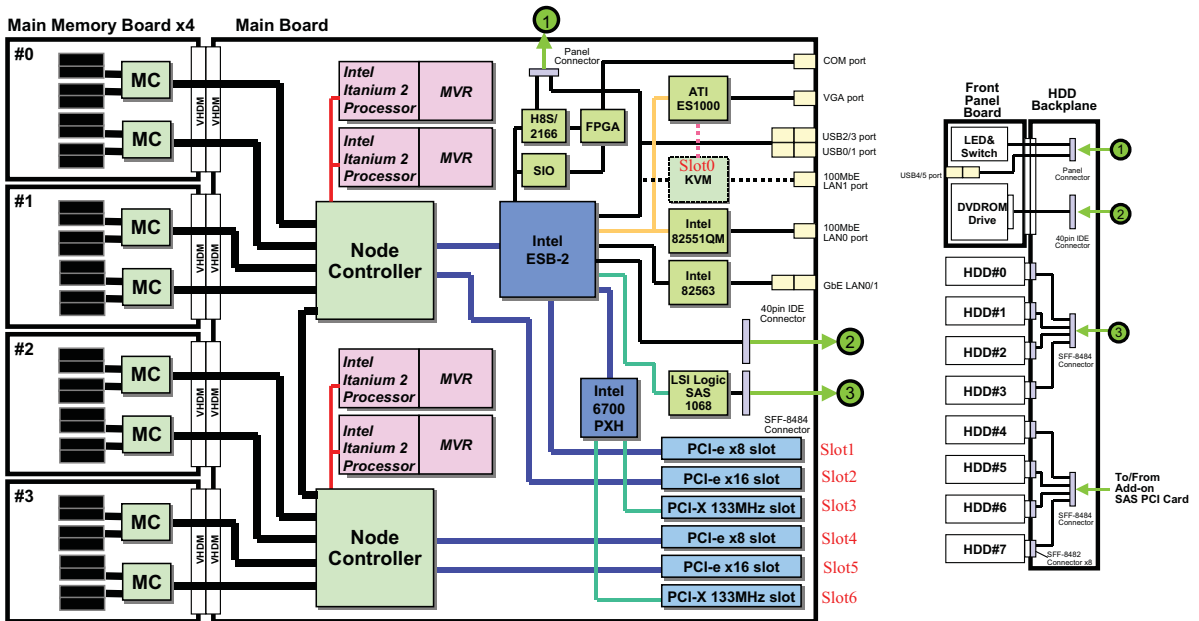 Main Memory Board x4
Main Board
#0
MC
MC
VHDM
VHDM
#1
MC
MC
VHDM
VHDM
#2
MC
MC
VHDM
VHDM
#3
MC
MC
VHDM
VHDM
Intel
Itanium 2
Processor
MVR
Intel
Itanium 2
Processor
MVR
Node
Controller
Intel
Itanium 2
Processor
MVR
Intel
Itanium 2
Processor
MVR
Node
Controller
1
Panel
Connector
H8S/
2166
FPGA
SIO
Intel
ESB-2
ATI
ES1000
Slot0
KVM
Intel
82551QM
Intel
82563
COM port
VGA port
USB2/3 port
USB0/1 port
100MbE
LAN1 port
100MbE
LAN0 port
GbE LAN0/1
40pin IDE
Connector
2
Intel
6700
PXH
LSI Logic
SAS
1068
3
SFF-8484
Connector
PCI-e x8 slot
Slot1
PCI-e x16 slot
Slot2
PCI-X 133MHz slot
Slot3
PCI-e x8 slot
Slot4
PCI-e x16 slot
Slot5
PCI-X 133MHz slot
Slot6
Front
Panel
Board
HDD
Backplane
LED&
Switch
1
Panel
Connector
USB4/5 port
DVDROM
Drive
2
40pin IDE
Connector
HDD#0
HDD#1
HDD#2
HDD#3
3
SFF-8484
Connector
HDD#4
HDD#5
HDD#6
HDD#7
To/From
Add-on
SAS PCI Card
SFF-8484
Connector
SFF-8482
Connector x8